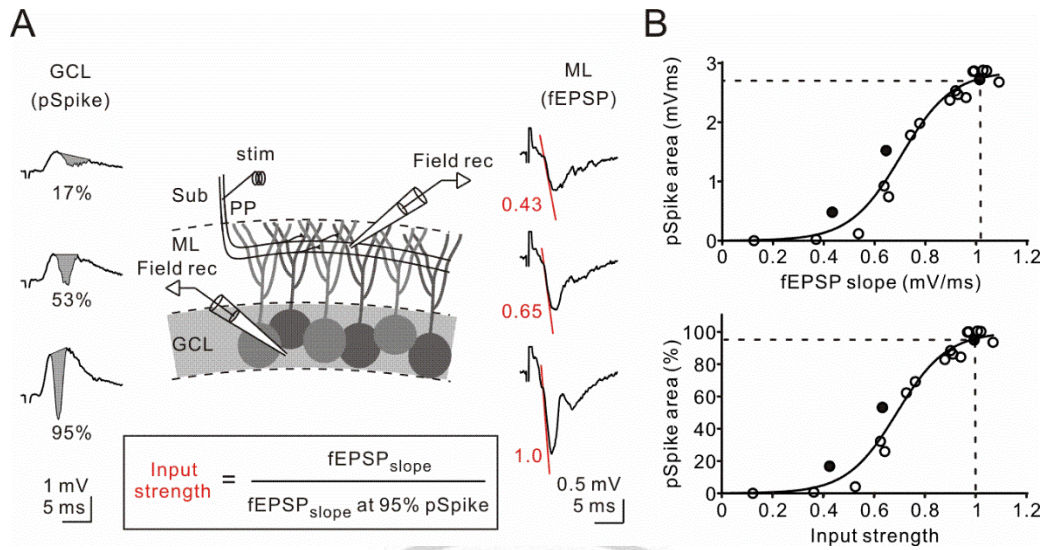 A
GCL
(pSpike)
17%
53%
95%
1 mV
5 ms
stim
Sub
PP
ML
Field rec
Field rec
GCL
ML
(fEPSP)
0.43
0.65
1.0
0.5 mV
5 ms
Input
strength
=
fEPSPslope
fEPSPslope at 95% pSpike
B
pSpike area (mVms)
3
2
1
0
0 0.2 0.4 0.6 0.8 1.0 1.2
fEPSP slope (mV/ms)
pSpike area (%)
100
80
60
40
20
0
0 0.2 0.4 0.6 0.8 1 1.2
Input strength